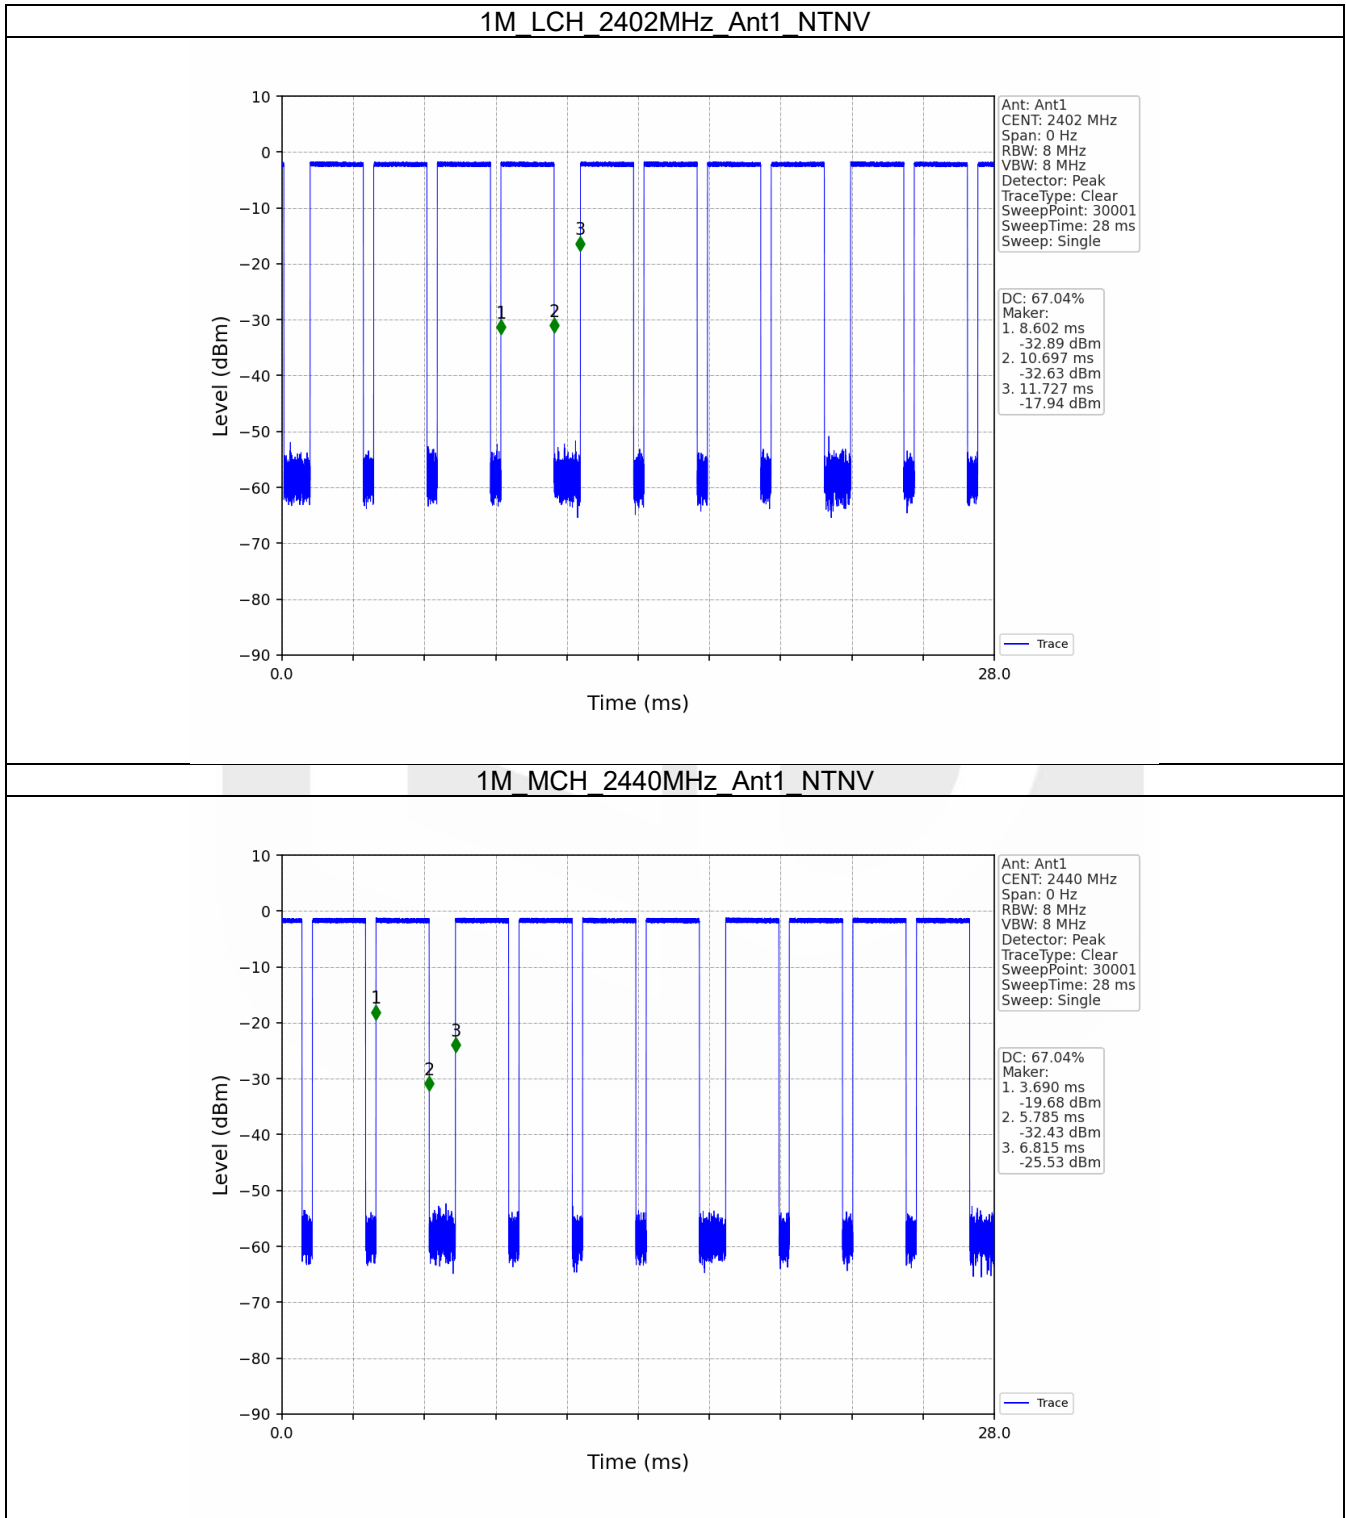 1M_LCH_2402MHz_Ant1_NTNV
10
0
−10
−20
−30
−40
−50
−60
−70
−80
−90
Level (dBm)
1
2
3
0.0
28.0
Time (ms)
Ant: Ant1
CENT: 2402 MHz
Span: 0 Hz
RBW: 8 MHz
VBW: 8 MHz
Detector: Peak
TraceType: Clear
SweepPoint: 30001
SweepTime: 28 ms
Sweep: Single
DC: 67.04%
Maker:
1. 8.602 ms
-32.89 dBm
2. 10.697 ms
-32.63 dBm
3. 11.727 ms
-17.94 dBm
Trace
1M_MCH_2440MHz_Ant1_NTNV
10
0
−10
−20
−30
−40
−50
−60
−70
−80
−90
Level (dBm)
1
2
3
0.0
28.0
Time (ms)
Ant: Ant1
CENT: 2440 MHz
Span: 0 Hz
RBW: 8 MHz
VBW: 8 MHz
Detector: Peak
TraceType: Clear
SweepPoint: 30001
SweepTime: 28 ms
Sweep: Single
DC: 67.04%
Maker:
1. 3.690 ms
-19.68 dBm
2. 5.785 ms
-32.43 dBm
3. 6.815 ms
-25.53 dBm
Trace